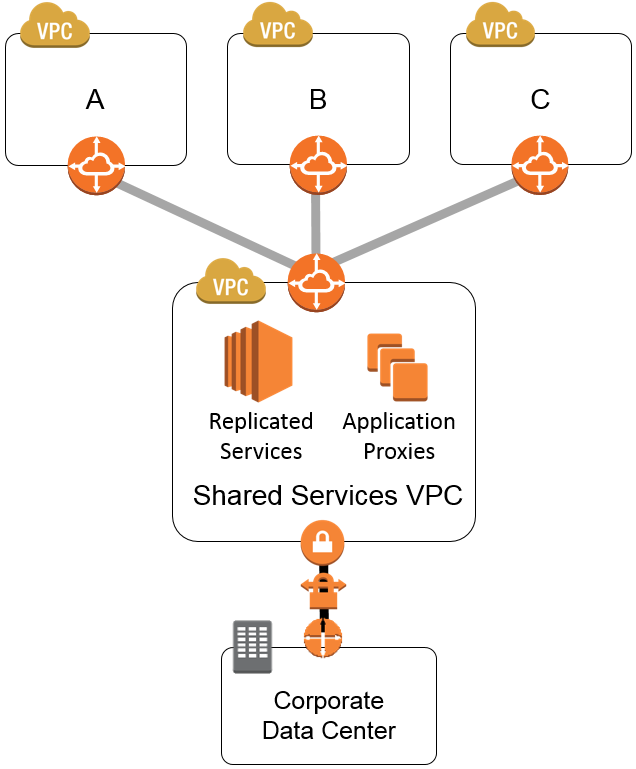 VPC
VPC
VPC
A
B
C
VPC
Replicated
Services
Application
Proxies
Shared Services VPC
Corporate
Data Center